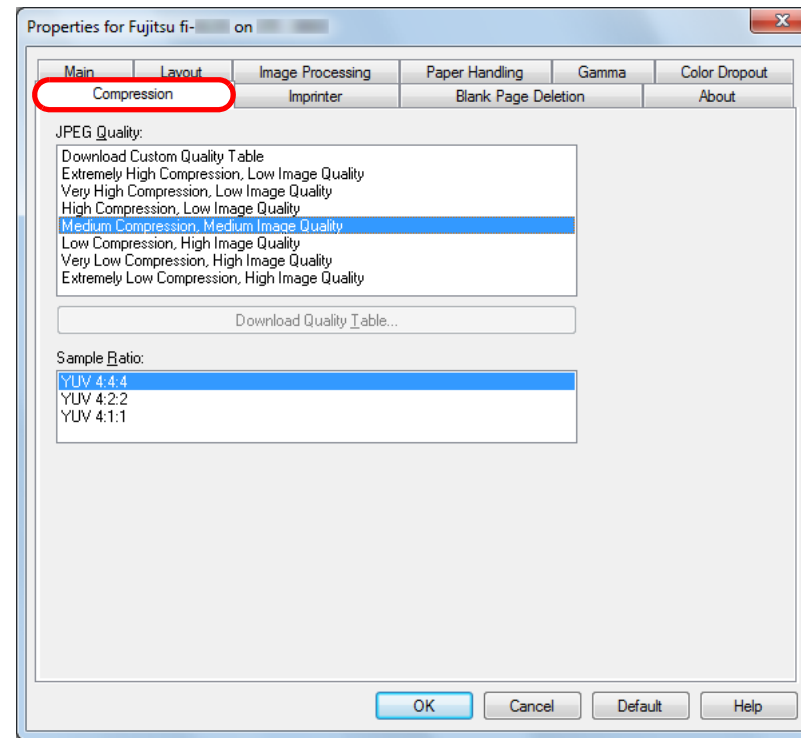 Properties for Fujitsu fi- on
Main Layout Image Processing Paper Handling Gamma Color Dropout
Compression Imprinter Blank Page Deletion About
JPEG Quality:
Download Custom Quality Table
Extremely High Compression, Low Image Quality
Very High Compression, Low Image Quality
High Compression, Low Image Quality
Medium Compression, Medium Image Quality
Low Compression, High Image Quality
Very Low Compression, High Image Quality
Extremely Low Compression, High Image Quality
Download Quality Table...
Sample Ratio:
YUV 4:4:4
YUV 4:2:2
YUV 4:1:1
OK Cancel Default Help